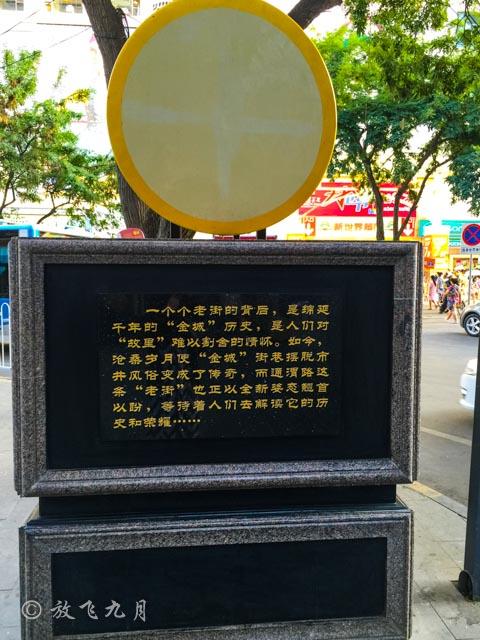 新世界
一个个老街的背后，是绵延
千年的“金城”历史，是人们对
“故里”难以割舍的情怀。如今，
沧桑岁月使“金城”街巷摆脱市
井风俗变成了传奇，而通渭路这
条“老街”也正以全新姿态翘首
以盼，等待着人们去解读它的历
史和荣耀……
© 放飞九月